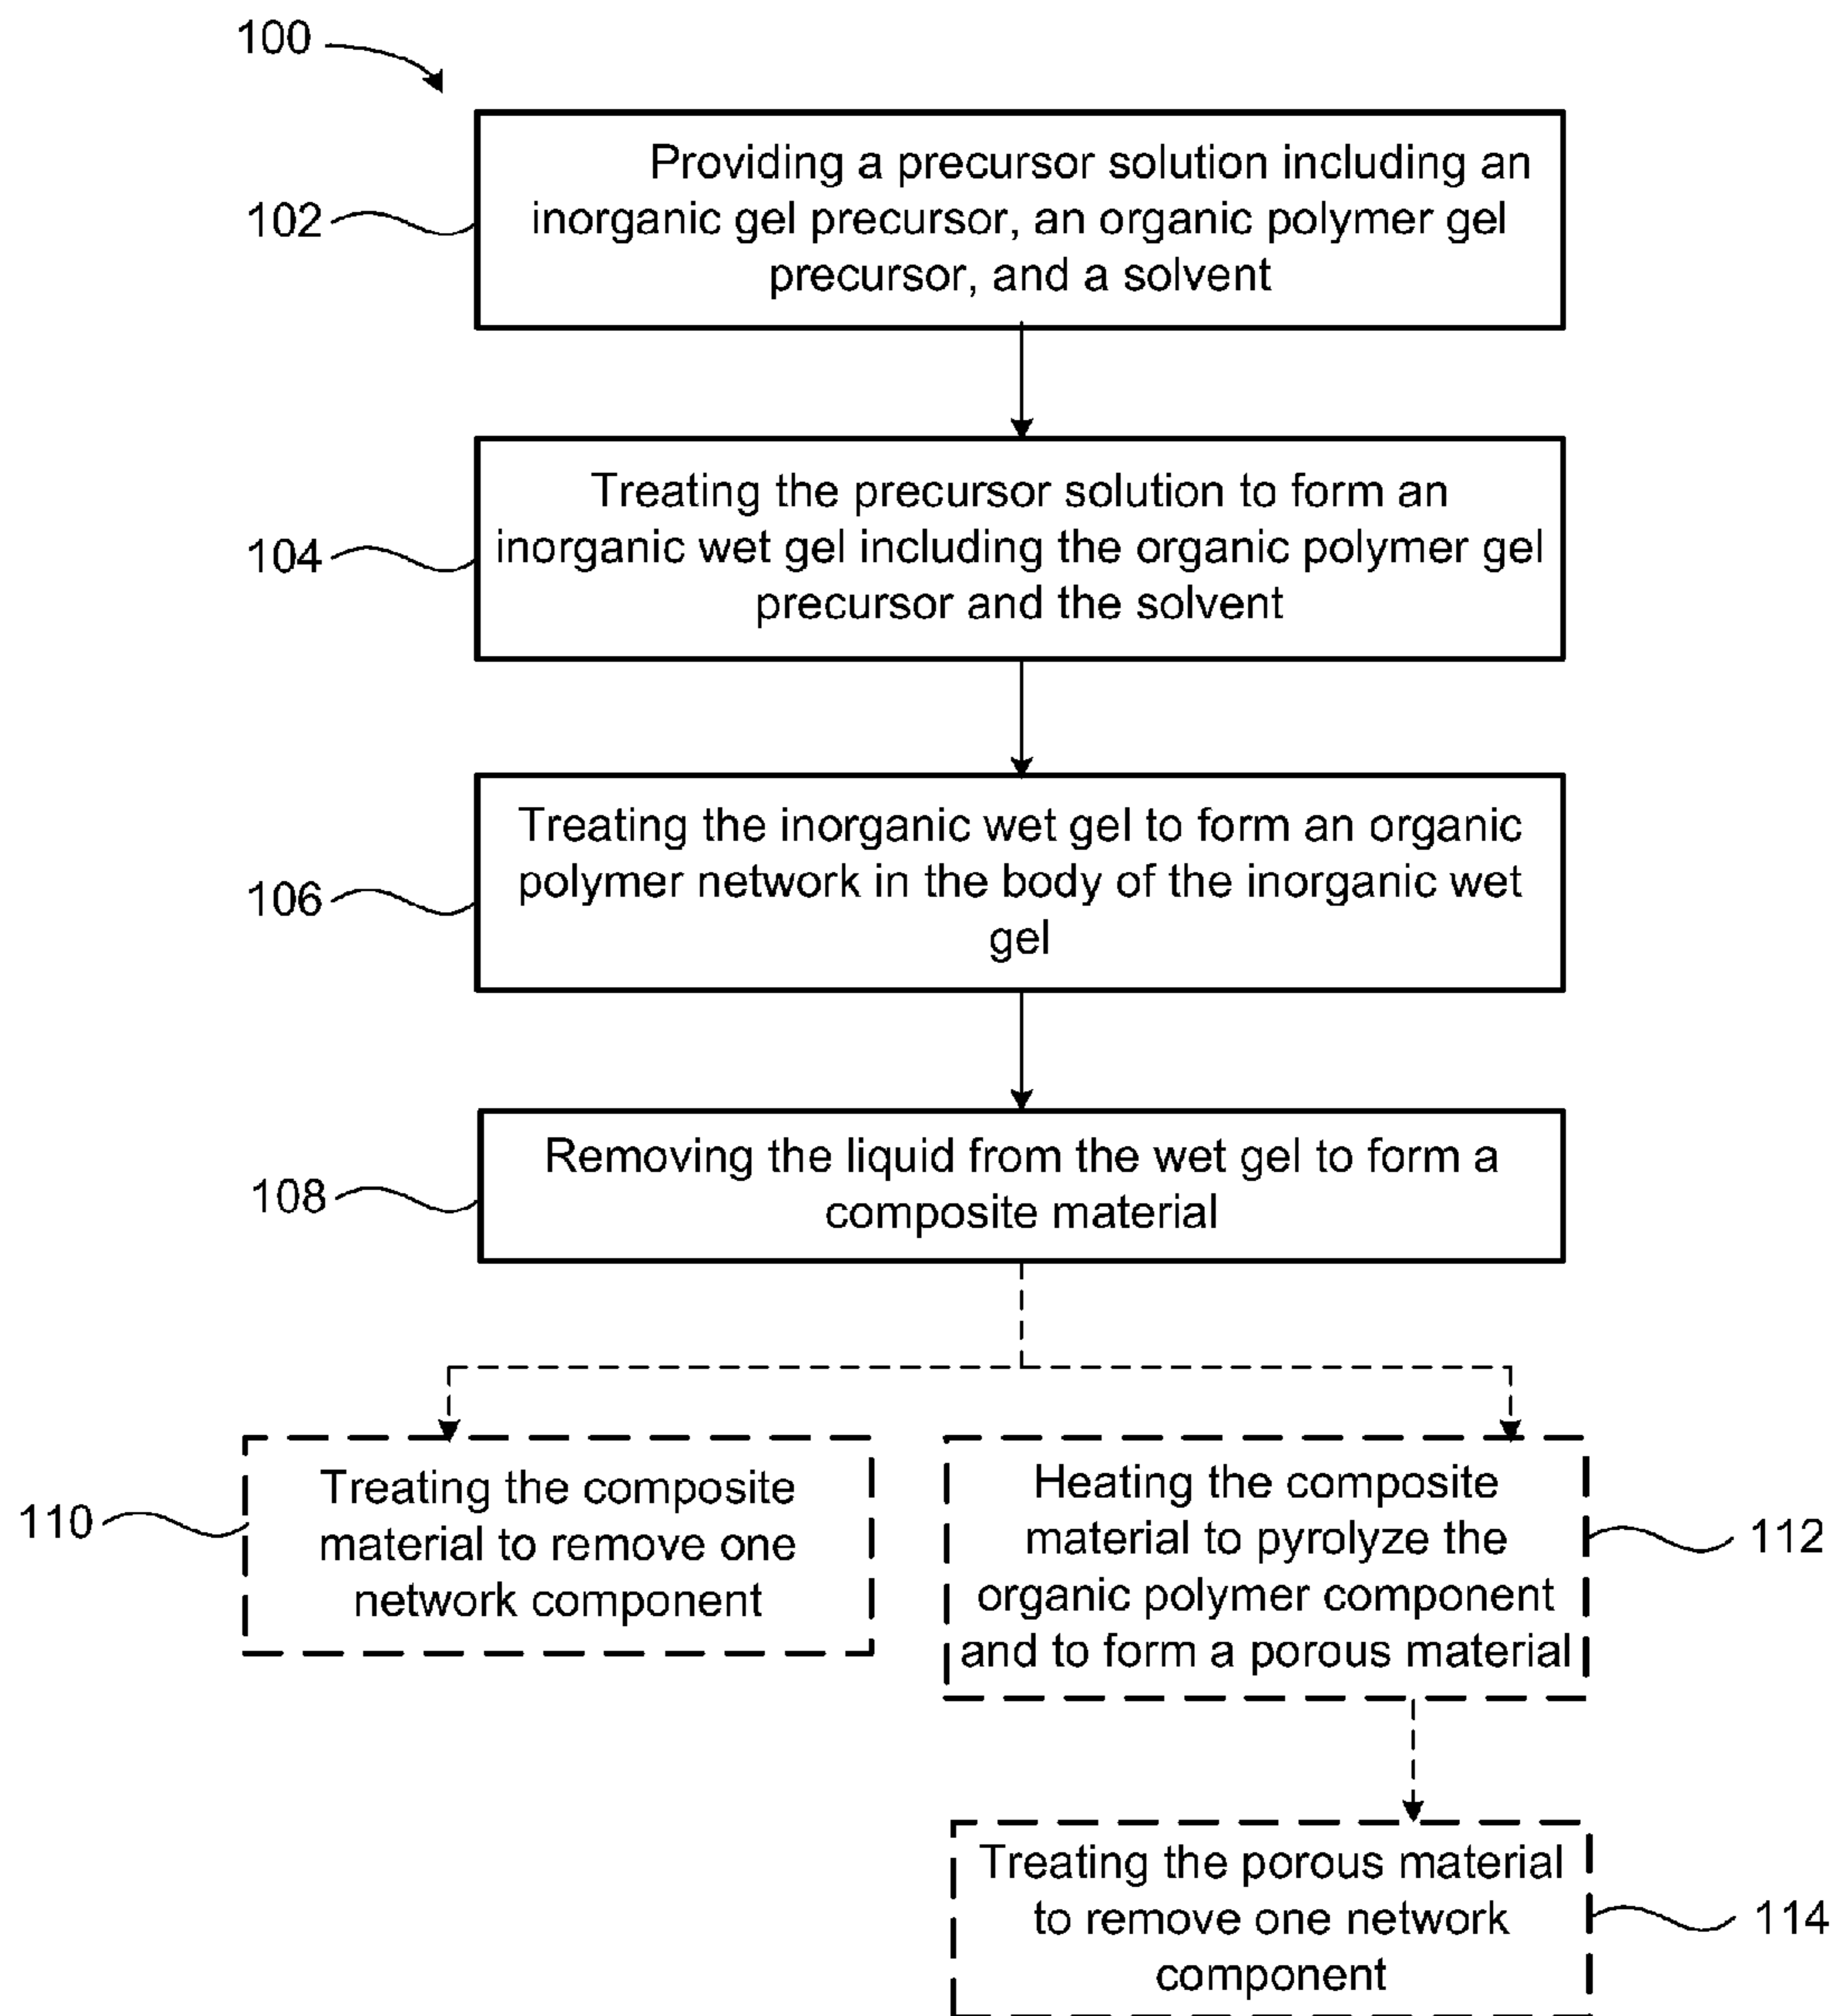 100
Providing a precursor solution including an
inorganic gel precursor, an organic polymer gel
precursor, and a solvent
102
Treating the precursor solution to form an
inorganic wet gel including the organic polymer gel
precursor and the solvent
104
Treating the inorganic wet gel to form an organic
polymer network in the body of the inorganic wet
gel
106
Removing the liquid from the wet gel to form a
composite material
108
Treating the composite
material to remove one
network component
110
Heating the composite
material to pyrolyze the
organic polymer component
and to form a porous material
112
Treating the porous material
to remove one network
component
114